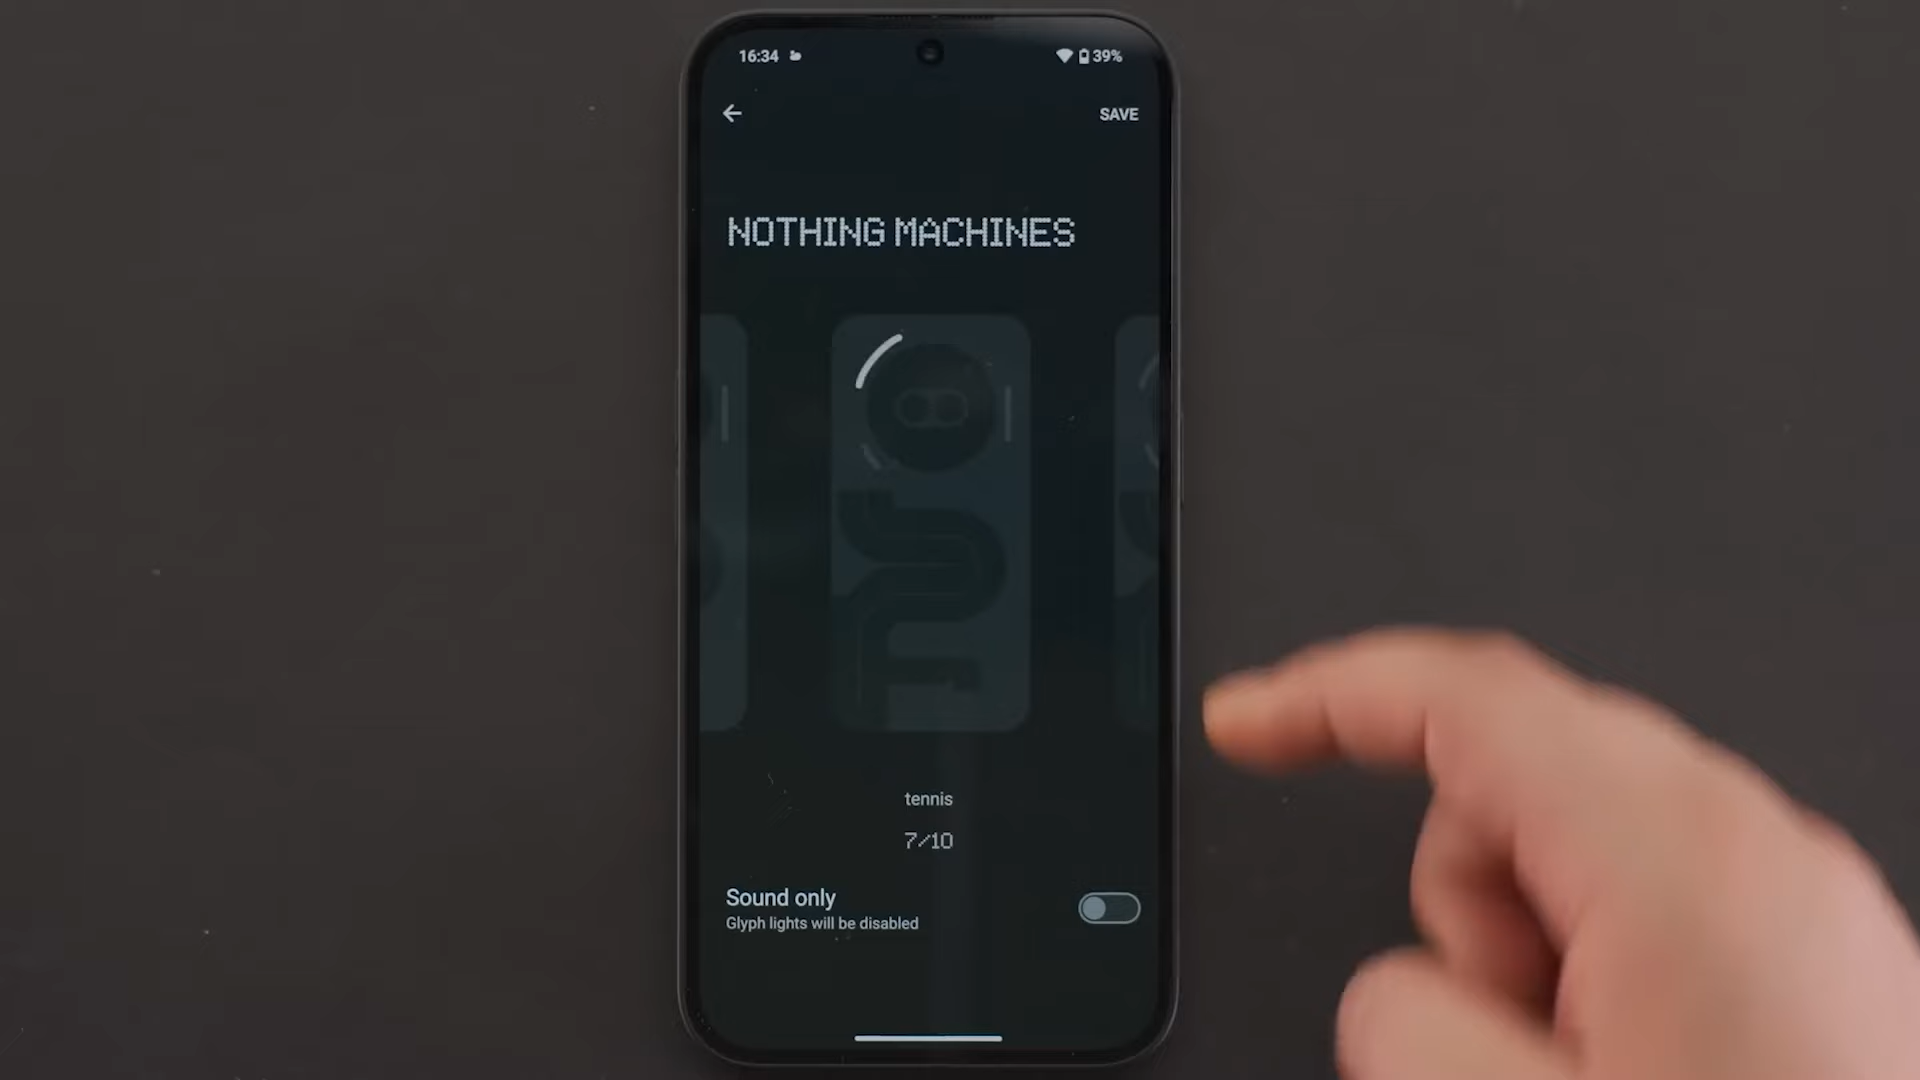 16:34 39%
SAVE
NOTHING MACHINES
tennis
7/10
Sound only
Glyph lights will be disabled